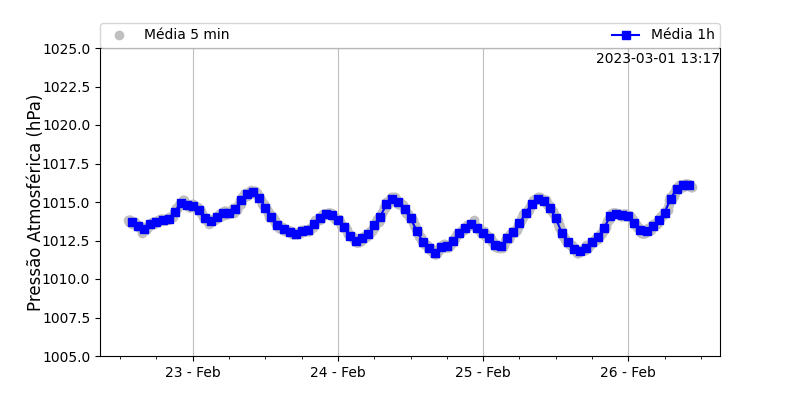 Média 5 min
Média 1h
2023-03-01 13:17
Pressão Atmosférica (hPa)
1025.0
1022.5
1020.0
1017.5
1015.0
1012.5
1010.0
1007.5
1005.0
23 - Feb
24 - Feb
25 - Feb
26 - Feb